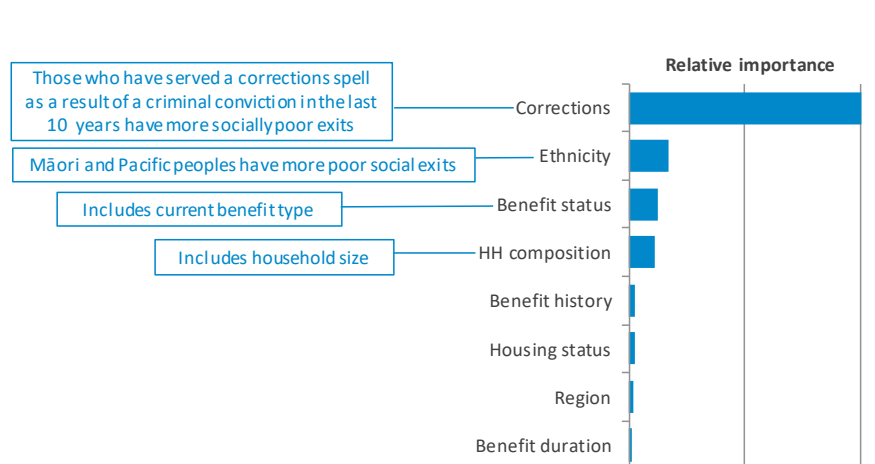 Relative importance
Those who have served a corrections spell
as a result of a criminal conviction in the last
10 years have more socially poor exits
Corrections
Māori and Pacific peoples have more poor social exits
Ethnicity
Includes current benefit type
Benefit status
Includes household size
HH composition
Benefit history
Housing status
Region
Benefit duration